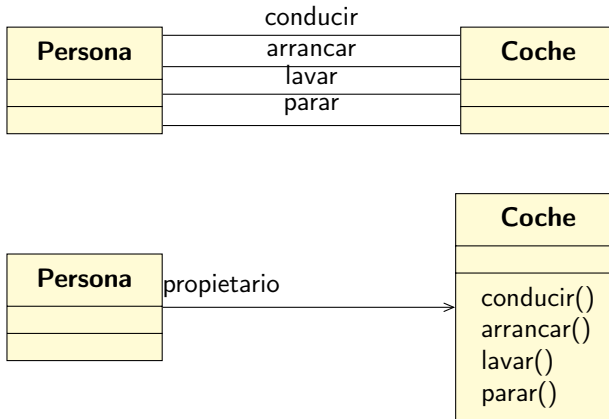 conducir
Persona
arrancar
Coche
lavar
parar
Coche
Persona
propietario
conducir()
arrancar()
lavar()
parar()